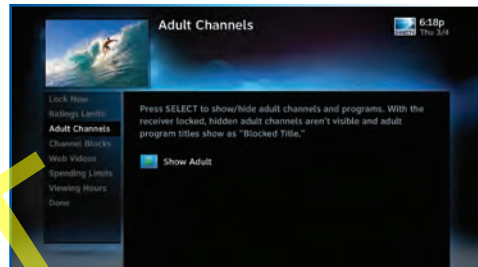 Adult Channels
6:18p
Thu 3/4
Lock Now
Ratings Limits
Adult Channels
Channel Blocks
Web Videos
Spending Limits
Viewing Hours
Done
Press SELECT to show/hide adult channels and programs. With the
receiver locked, hidden adult channels aren't visible and adult
program titles show as "Blocked Title."
Show Adult